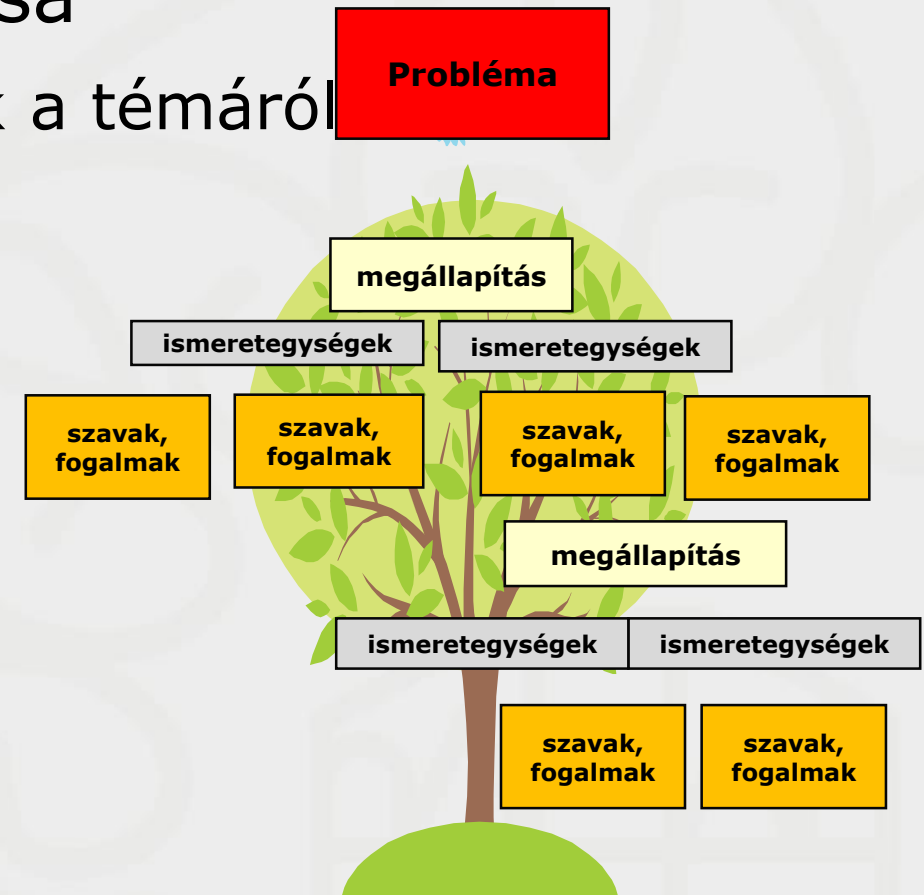 sa
a témáról
Probléma
megállapítás
ismeretegységek
ismeretegységek
szavak,
fogalmak
szavak,
fogalmak
szavak,
fogalmak
szavak,
fogalmak
megállapítás
ismeretegységek
ismeretegységek
szavak,
fogalmak
szavak,
fogalmak